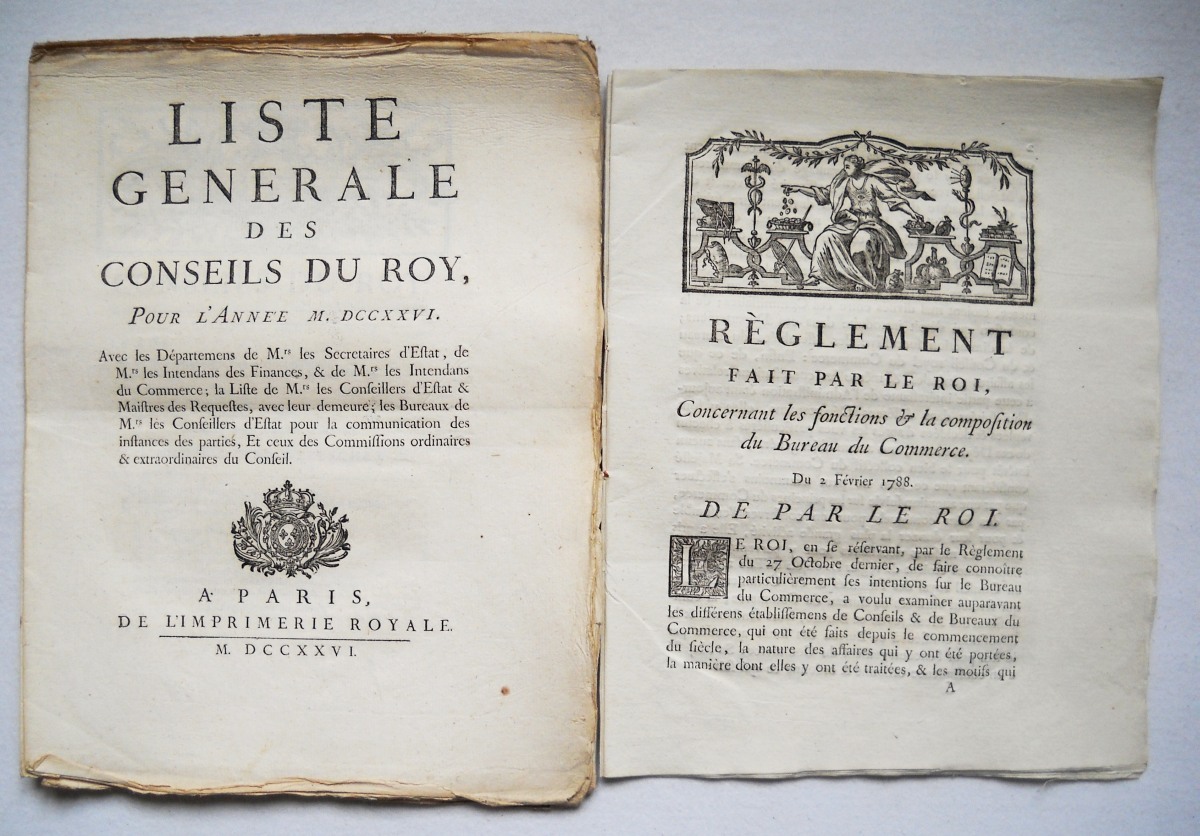 LISTE
GENERALE
DES
CONSEILS DU ROY,
POUR L'ANNÉE M. DCCXXVI.
Avec les Départemens de M.rs les Secretaires d'Eſtat, de
M.rs les Intendans des Finances, & de M.rs les Intendans
du Commerce; la Liſte de M.rs les Conſeillers d'Eſtat &
Maiſtres des Requeſtes, avec leur demeure; les Bureaux de
M.rs les Conſeillers d'Eſtat pour la communication des
inſtances des parties, Et ceux des Commiſſions ordinaires
& extraordinaires du Conſeil.
A PARIS,
DE L'IMPRIMERIE ROYALE.
M. DCCXXVI.
RÈGLEMENT
FAIT PAR LE ROI,
Concernant les fonctions & la compoſition
du Bureau du Commerce.
Du 2 Février 1788.
DE PAR LE ROI.
LE ROI, en ſe réſervant, par le Règlement
du 27 Octobre dernier, de faire connoître
particulièrement ſes intentions ſur le Bureau
du Commerce, a voulu examiner auparavant
les différens établiſſemens de Conſeils & de Bureaux du
Commerce, qui ont été faits depuis le commencement
du ſiècle, la nature des affaires qui y ont été portées,
la manière dont elles y ont été traitées, & les motifs qui
A